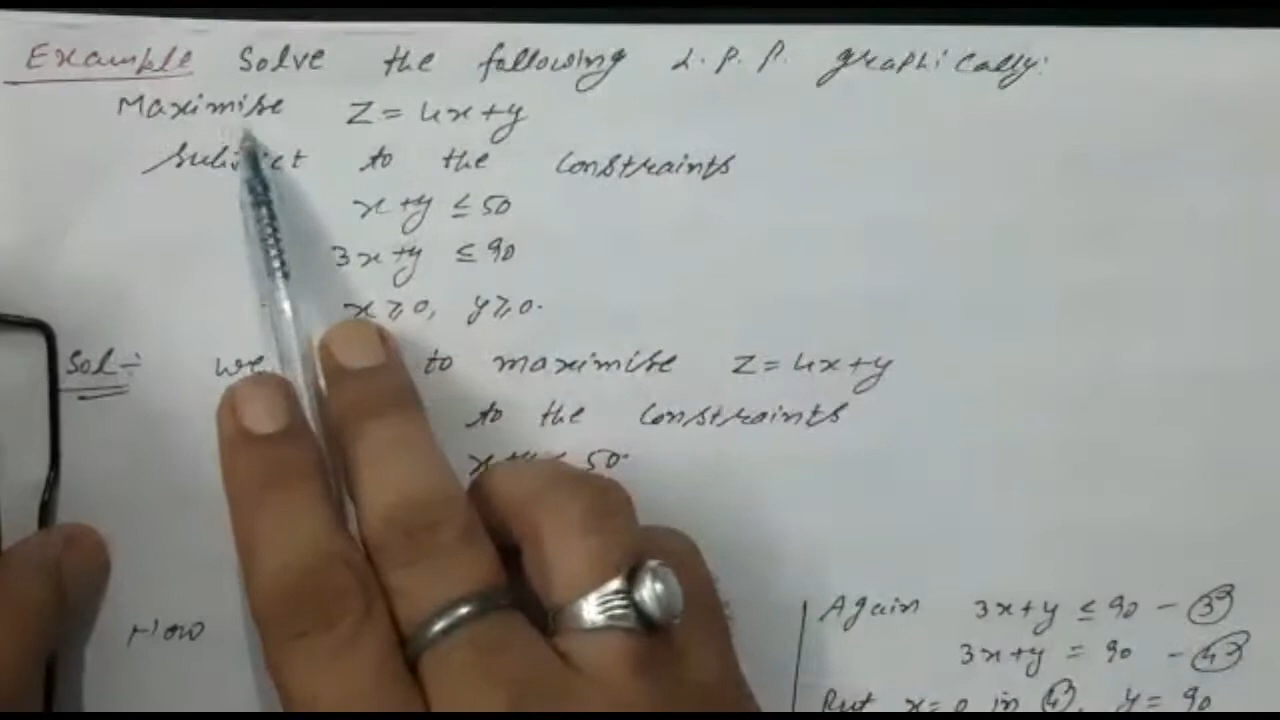 Example Solve the following L.P.P. graphically:
Maximise Z = 4x+y
Subject to the constraints
x+y ≤ 50
3x+y ≤ 90
x ≥ 0, y ≥ 0.
Sol- We to maximise Z = 4x+y
to the constraints
50
Now
Again 3x+y ≤ 90 - (3)
3x+y = 90 - (4)
Put x=0 in (4), y = 90